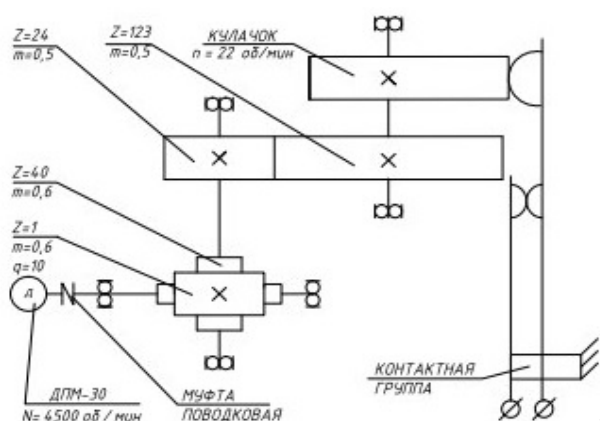 Z=24
m=0,5
Z=123
m=0,5
КУЛАЧОК
n = 22 об/мин
Z=40
m=0,6
Z=1
m=0,6
q=10
Д
ДПМ-30
N= 4500 об / мин
МУФТА
ПОВОДКОВАЯ
КОНТАКТНАЯ
ГРУППА